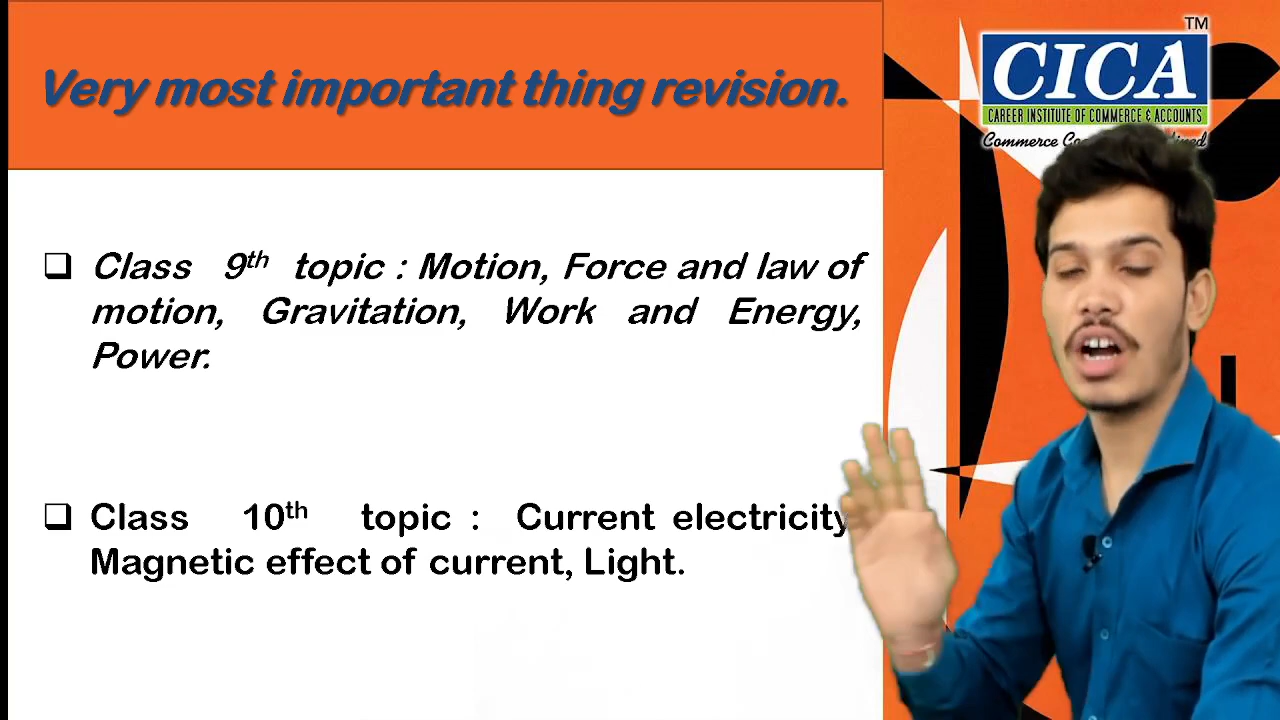 Very most important thing revision.
TM
CICA
CAREER INSTITUTE OF COMMERCE & ACCOUNTS
Commerce
Class 9th topic : Motion, Force and law of
motion, Gravitation, Work and Energy,
Power.
Class 10th topic : Current electricity
Magnetic effect of current, Light.